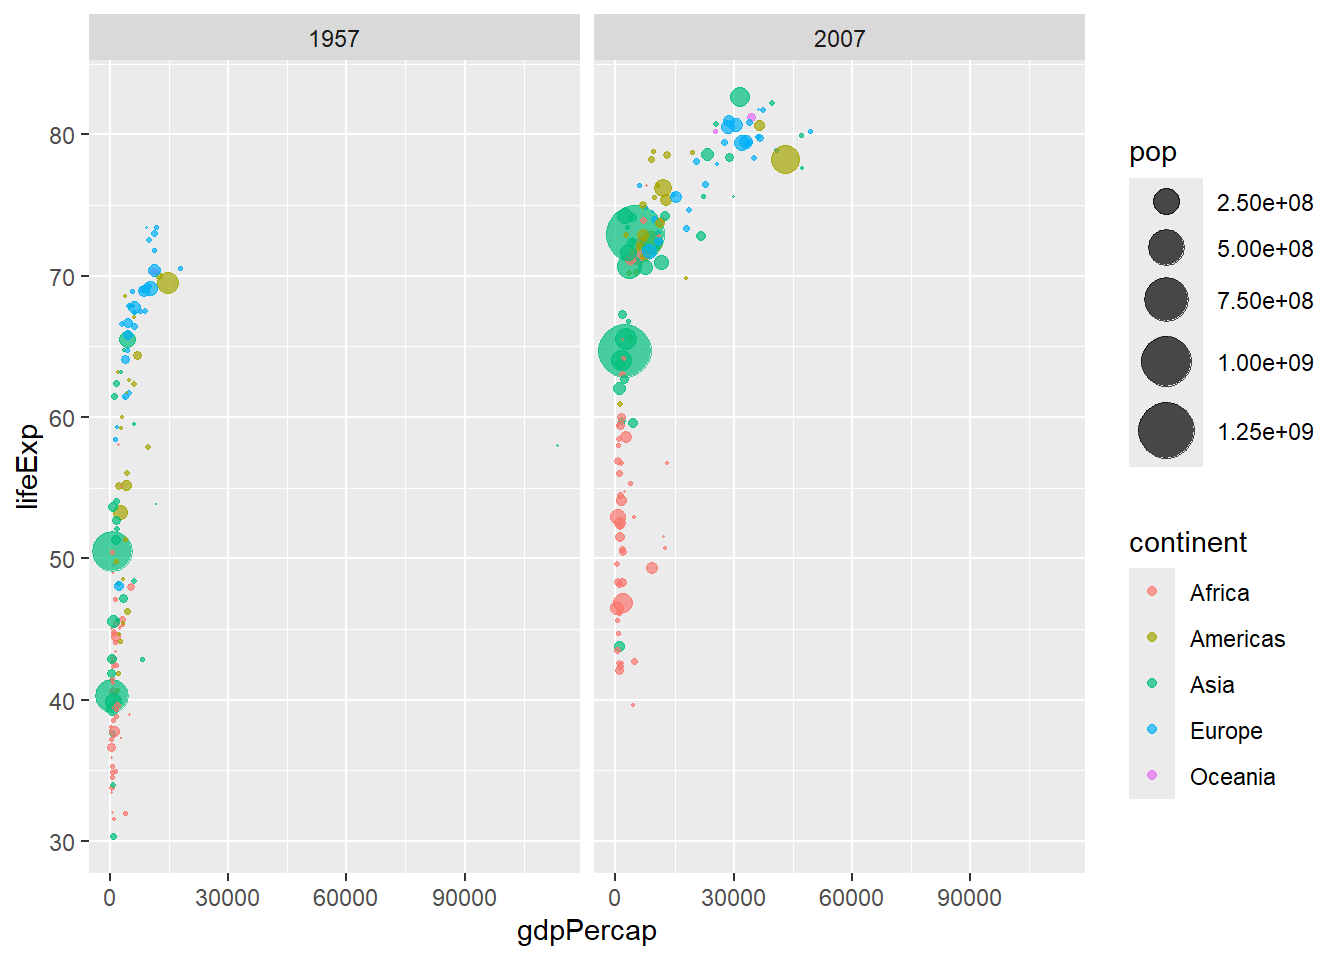 1957
2007
lifeExp
80
70
60
50
40
30
0
30000
60000
90000
0
30000
60000
90000
gdpPercap
pop
2.50e+08
5.00e+08
7.50e+08
1.00e+09
1.25e+09
continent
Africa
Americas
Asia
Europe
Oceania